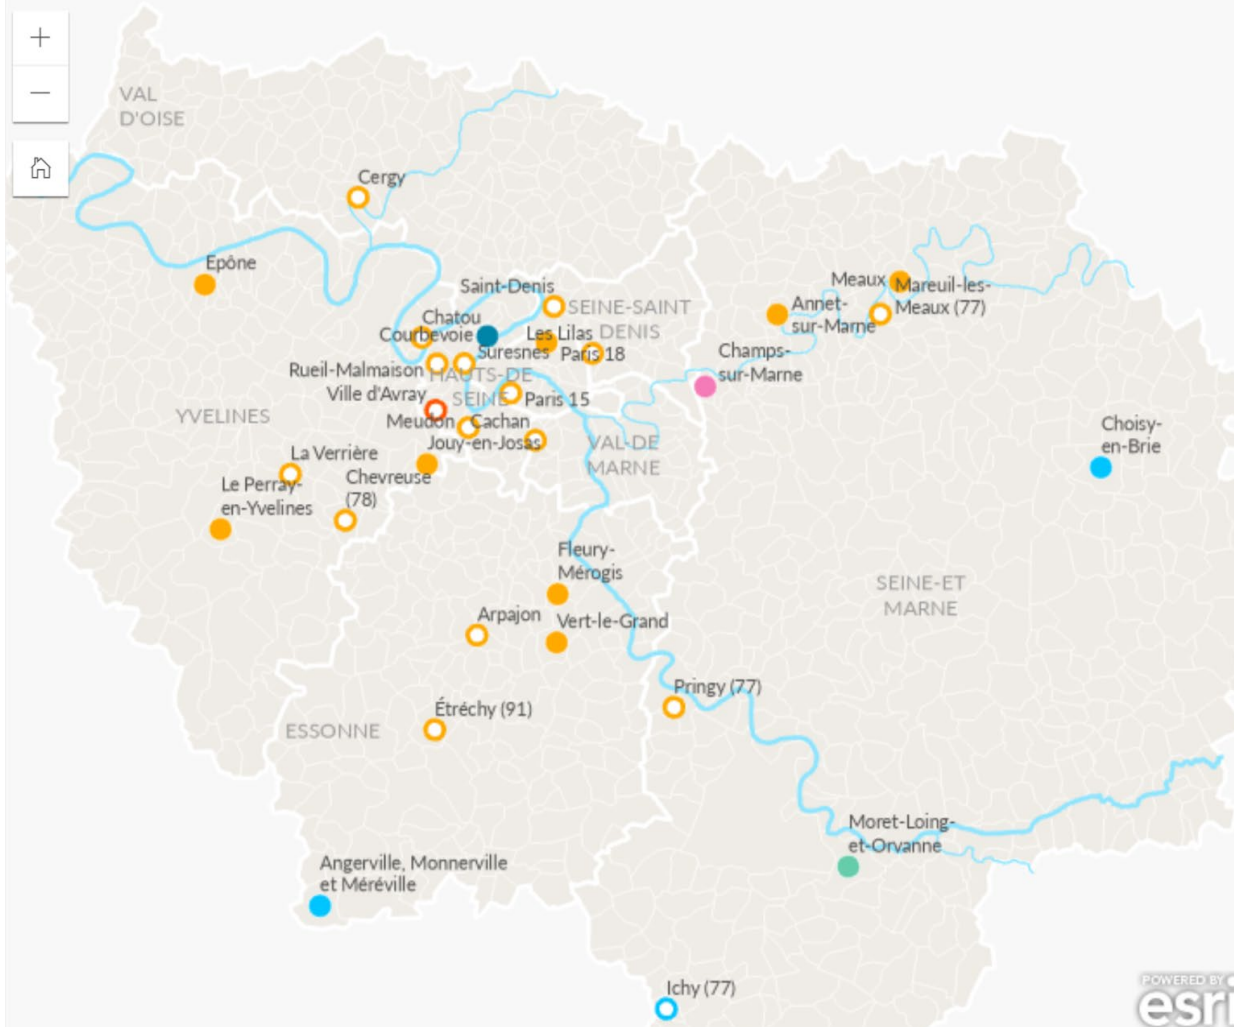 VAL
D'OISE
Cergy
Epône
Saint-Denis
SEINE-SAINT
DENIS
Meaux
Mareuil-les-
Meaux (77)
Annet-
sur-Marne
Chatou
Courbevoie
Les Lilas
Suresnes
Paris 18
Champs-
sur-Marne
Rueil-Malmaison
HAUTS-DE
SEINE
Ville d'Avray
Paris 15
YVELINES
Meudon
Cachan
Jouy-en-Josas
VAL-DE
MARNE
Choisy-
en-Brie
La Verrière
Chevreuse
(78)
Le Perray-
en-Yvelines
Fleury-
Mérogis
SEINE-ET
MARNE
Arpajon
Vert-le-Grand
Pringy (77)
Étréchy (91)
ESSONNE
Moret-Loing-
et-Orvanne
Angerville, Monnerville
et Méréville
Ichy (77)
POWERED BY
esri